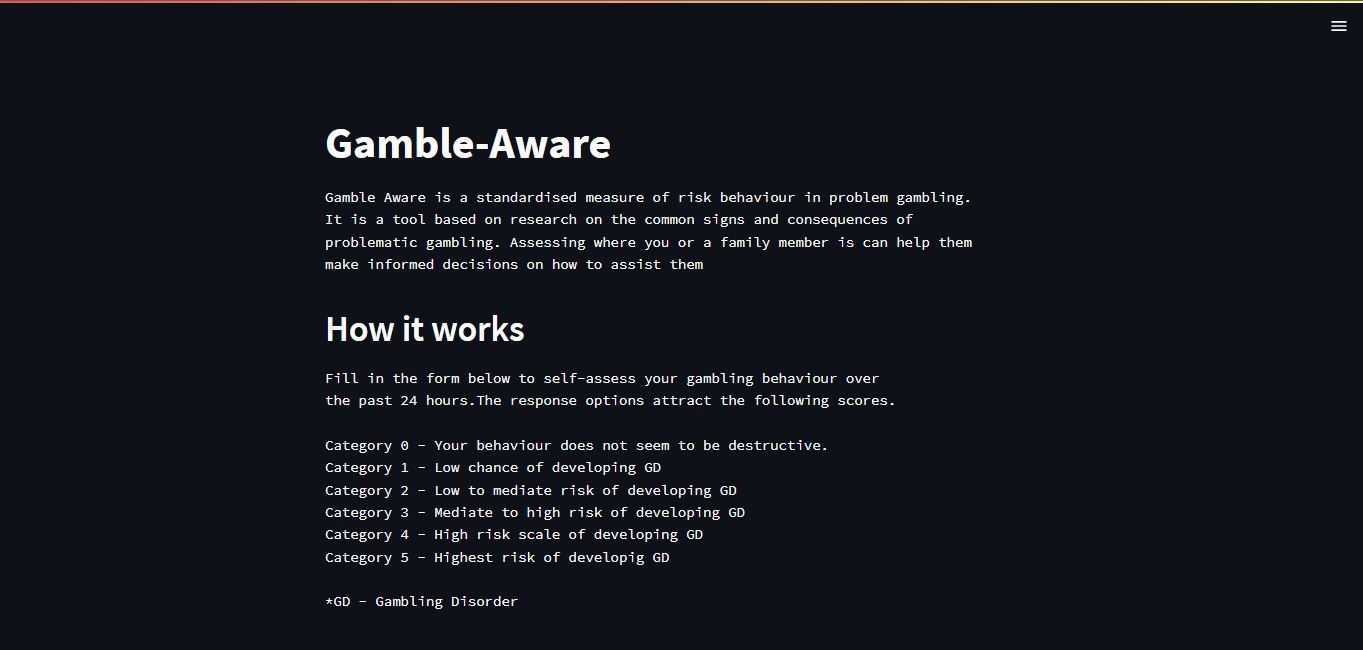 Gamble-Aware
Gamble Aware is a standardised measure of risk behaviour in problem gambling.
It is a tool based on research on the common signs and consequences of
problematic gambling. Assessing where you or a family member is can help them
make informed decisions on how to assist them
How it works
Fill in the form below to self-assess your gambling behaviour over
the past 24 hours.The response options attract the following scores.
Category 0 - Your behaviour does not seem to be destructive.
Category 1 - Low chance of developing GD
Category 2 - Low to mediate risk of developing GD
Category 3 - Mediate to high risk of developing GD
Category 4 - High risk scale of developing GD
Category 5 - Highest risk of developig GD
*GD - Gambling Disorder